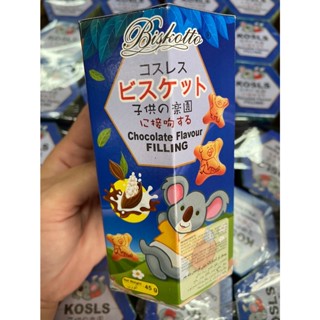 Biskotto
コスレス
ビスケット
子供の楽園
に接吻する
Chocolate Flavour
FILLING
45 g
KOSLS
KOSLS